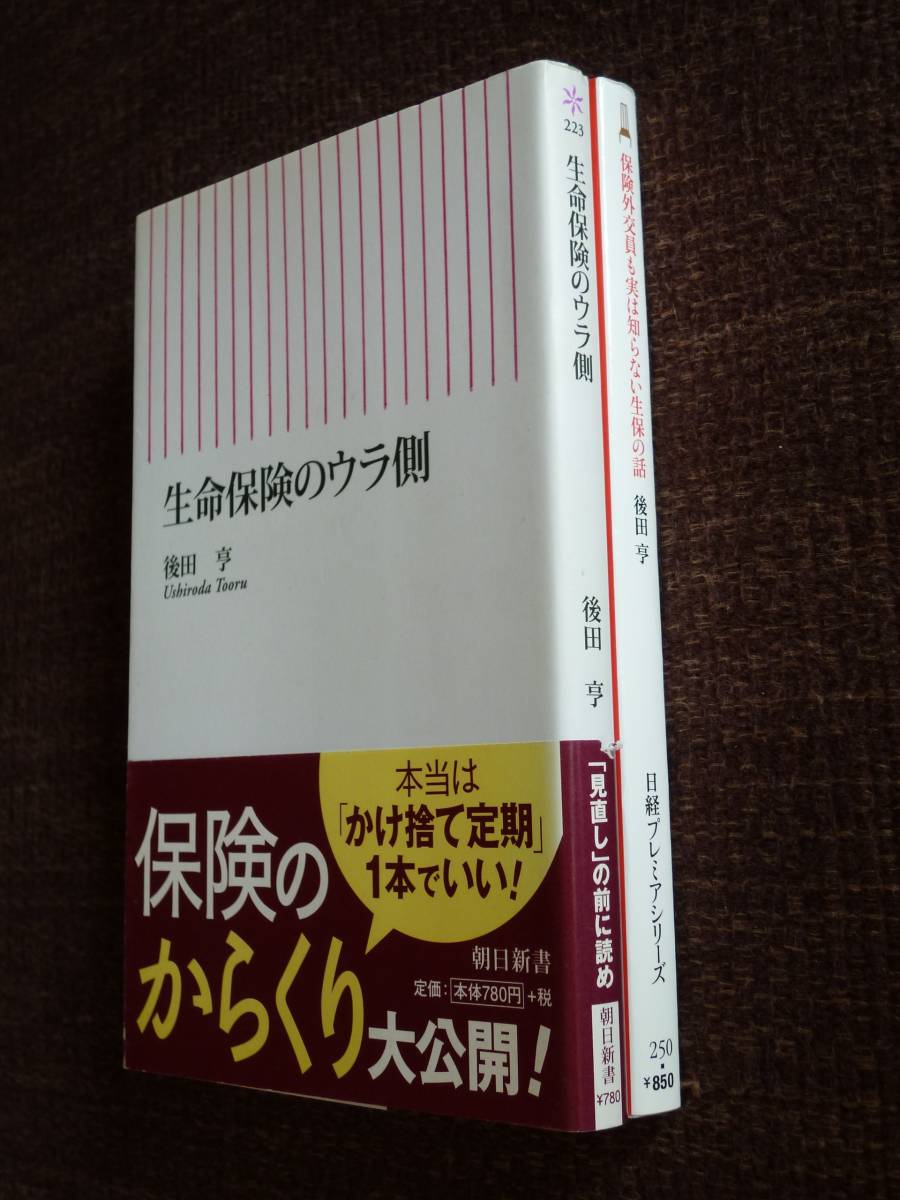 生命保険のウラ側
後田 亨
Ushiroda Tooru
本当は
「かけ捨て定期」
1本でいい!
保険の
からくり
大公開!
朝日新書
定価:本体780円+税
223
生命保険のウラ側
後田 亨
「見直し」の前に読め
朝日新書
¥780
保険外交員も実は知らない生保の話
後田 亨
日経プレミアシリーズ
250
¥850